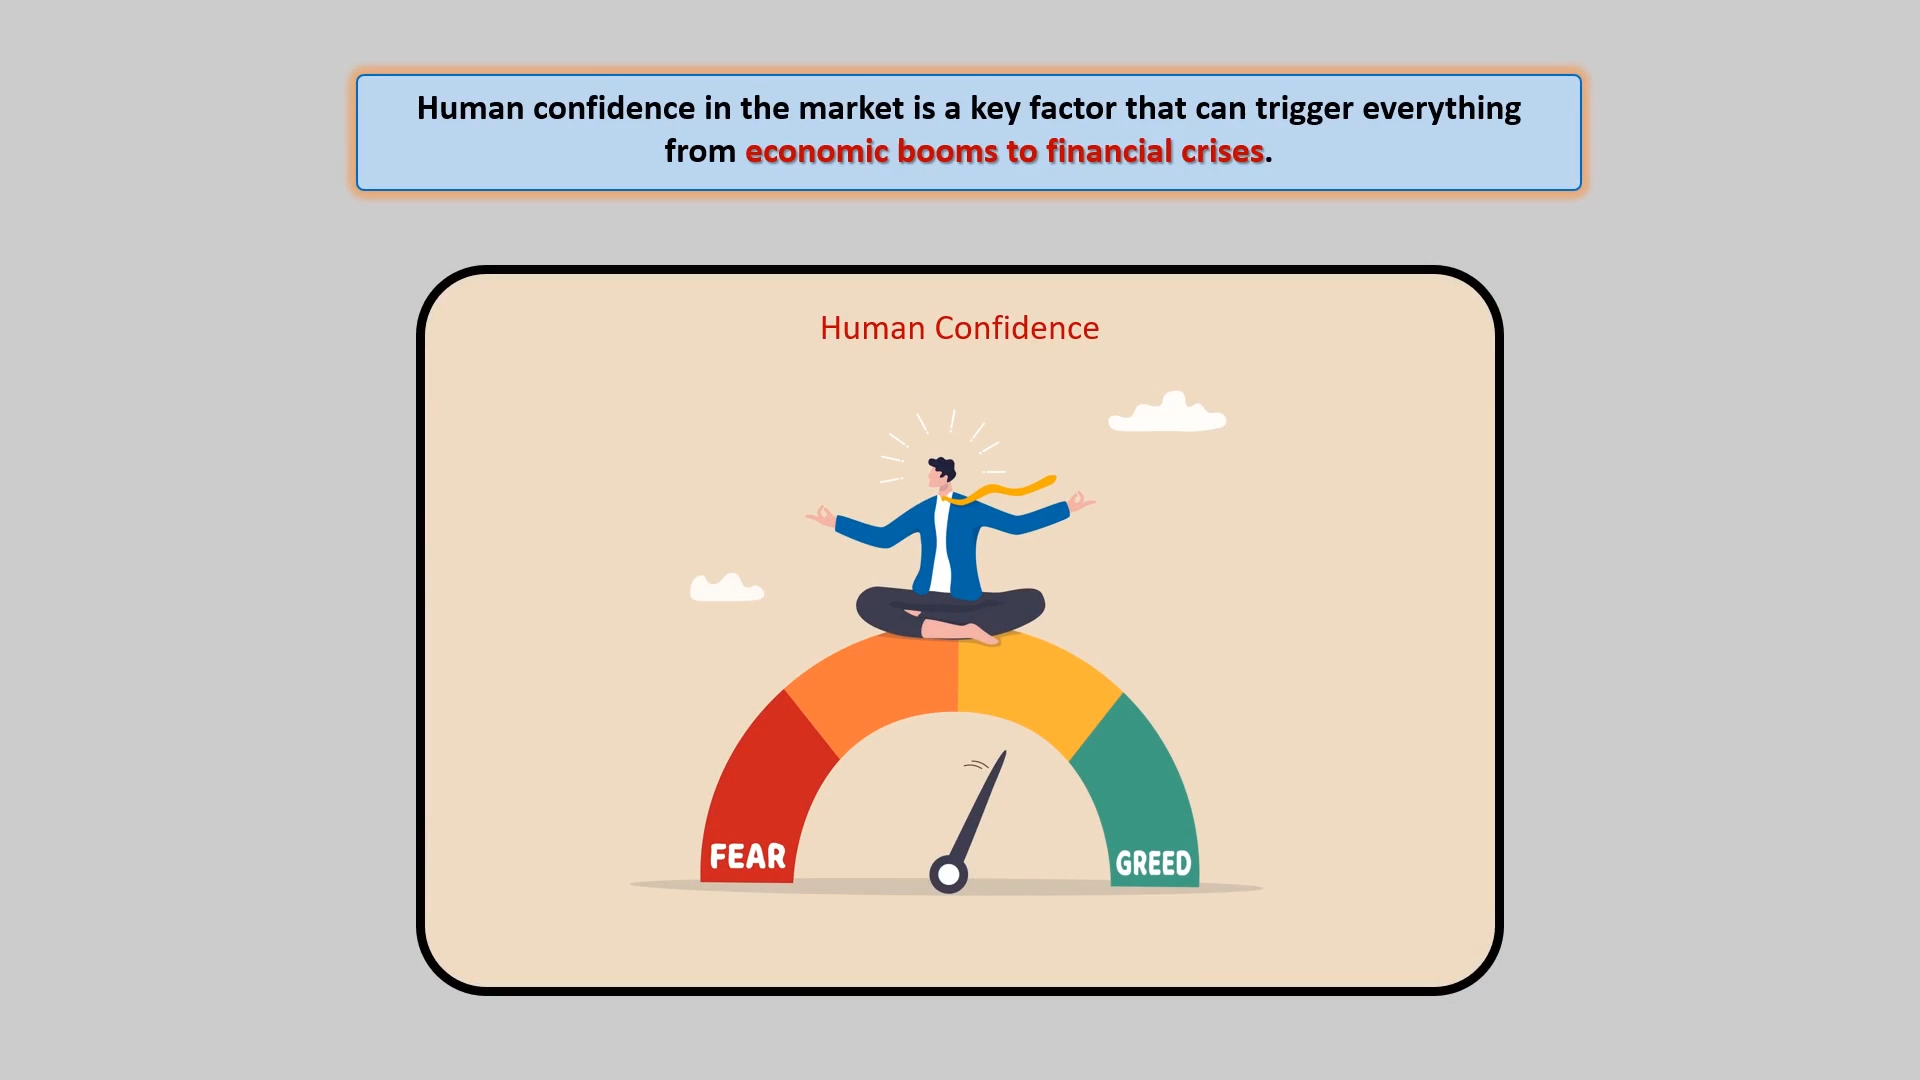 Human confidence in the market is a key factor that can trigger everything
from economic booms to financial crises.
Human Confidence
FEAR
GREED